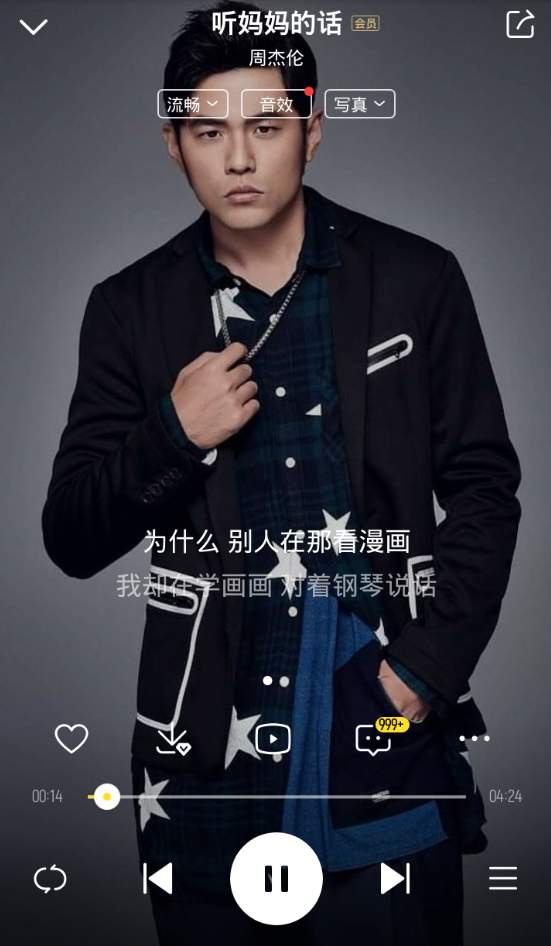 听妈妈的话 会员
周杰伦
流畅 音效 写真
为什么 别人在那看漫画
我却在学画画 对着钢琴说话
999+
00:14 04:24